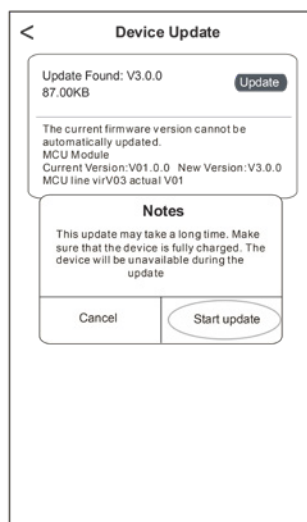 < Device Update
Update Found: V3.0.0
87.00KB
Update
The current firmware version cannot be
automatically updated.
MCU Module
Current Version:V01.0.0 New Version:V3.0.0
MCU line virV03 actual V01
Notes
This update may take a long time. Make
sure that the device is fully charged. The
device will be unavailable during the
update
Cancel
Start update